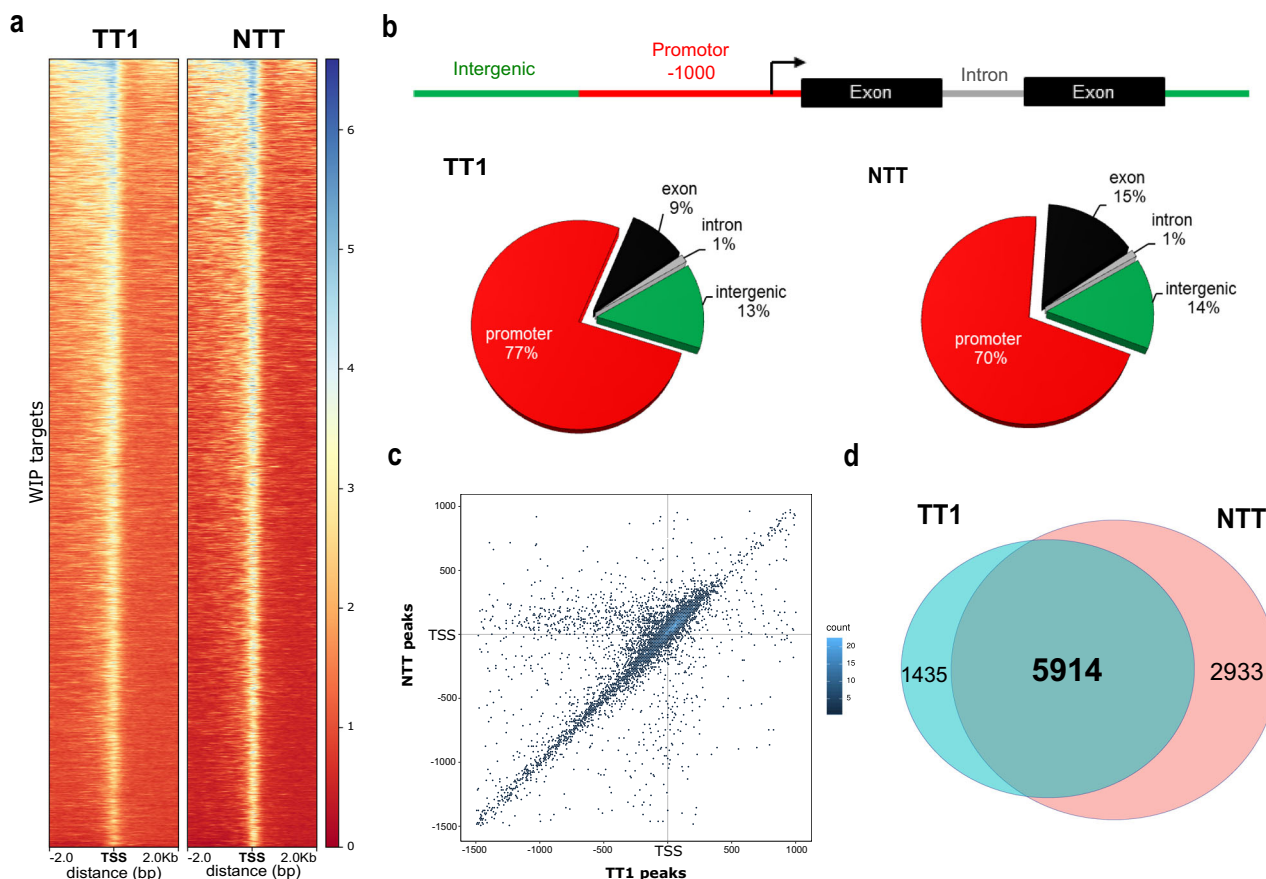 a
TT1
NTT
6
5
4
3
2
1
0
WIP targets
-2.0 TSS 2.0Kb
distance (bp)
-2.0 TSS 2.0Kb
distance (bp)
b
Intergenic
Promotor
-1000
Exon
Intron
Exon
TT1
exon
9%
intron
1%
intergenic
13%
promoter
77%
NTT
exon
15%
intron
1%
intergenic
14%
promoter
70%
c
NTT peaks
1000
500
TSS
-500
-1000
-1500
-1500 -1000 -500 TSS 500 1000
TT1 peaks
count
20
15
10
5
d
TT1
NTT
1435
5914
2933